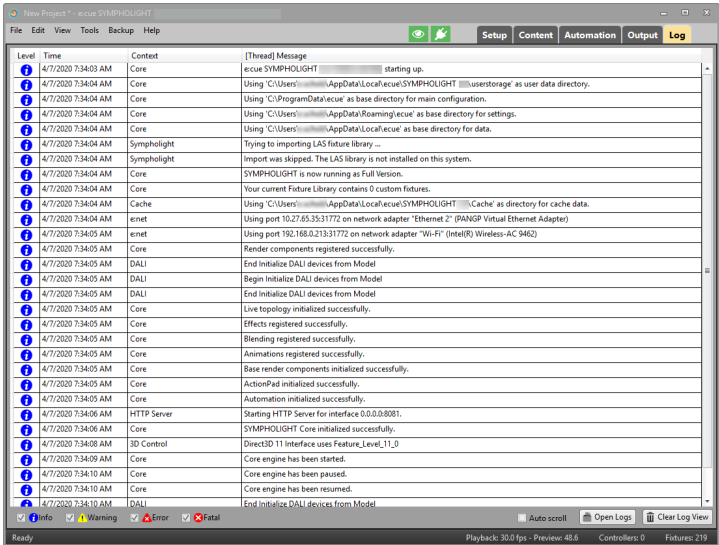 New Project * - e:cue SYMPHOLIGHT
File Edit View Tools Backup Help Setup Content Automation Output Log
Level Time Context [Thread] Message
4/7/2020 7:34:03 AM Core e:cue SYMPHOLIGHT starting up.
4/7/2020 7:34:04 AM Core Using 'C:\Users\ \AppData\Local\ecue\SYMPHOLIGHT \userstorage' as user data directory.
4/7/2020 7:34:04 AM Core Using 'C:\ProgramData\ecue' as base directory for main configuration.
4/7/2020 7:34:04 AM Core Using 'C:\Users\ \AppData\Roaming\ecue' as base directory for settings.
4/7/2020 7:34:04 AM Core Using 'C:\Users\ \AppData\Local\ecue' as base directory for data.
4/7/2020 7:34:04 AM Sympholight Trying to importing LAS fixture library ...
4/7/2020 7:34:04 AM Sympholight Import was skipped. The LAS library is not installed on this system.
4/7/2020 7:34:04 AM Core SYMPHOLIGHT is now running as Full Version.
4/7/2020 7:34:04 AM Core Your current Fixture Library contains 0 custom fixtures.
4/7/2020 7:34:04 AM Cache Using 'C:\Users\ \AppData\Local\ecue\SYMPHOLIGHT \Cache' as directory for cache data.
4/7/2020 7:34:04 AM e:net Using port 10.27.65.35:31772 on network adapter "Ethernet 2" (PANGP Virtual Ethernet Adapter)
4/7/2020 7:34:05 AM e:net Using port 192.168.0.213:31772 on network adapter "Wi-Fi" (Intel(R) Wireless-AC 9462)
4/7/2020 7:34:05 AM Core Render components registered successfully.
4/7/2020 7:34:05 AM DALI End Initialize DALI devices from Model
4/7/2020 7:34:05 AM DALI Begin Initialize DALI devices from Model
4/7/2020 7:34:05 AM DALI End Initialize DALI devices from Model
4/7/2020 7:34:05 AM Core Live topology initialized successfully.
4/7/2020 7:34:05 AM Core Effects registered successfully.
4/7/2020 7:34:05 AM Core Blending registered successfully.
4/7/2020 7:34:05 AM Core Animations registered successfully.
4/7/2020 7:34:05 AM Core Base render components initialized successfully.
4/7/2020 7:34:05 AM Core ActionPad initialized successfully.
4/7/2020 7:34:05 AM Core Automation initialized successfully.
4/7/2020 7:34:06 AM HTTP Server Starting HTTP Server for interface 0.0.0.0:8081.
4/7/2020 7:34:06 AM Core SYMPHOLIGHT Core initialized successfully.
4/7/2020 7:34:08 AM 3D Control Direct3D 11 Interface uses Feature_Level_11_0
4/7/2020 7:34:09 AM Core Core engine has been started.
4/7/2020 7:34:10 AM Core Core engine has been paused.
4/7/2020 7:34:10 AM Core Core engine has been resumed.
4/7/2020 7:34:10 AM DALI End Initialize DALI devices from Model
Info Warning Error Fatal Auto scroll Open Logs Clear Log View
Ready Playback: 30.0 fps - Preview: 48.6 Controllers: 0 Fixtures: 219